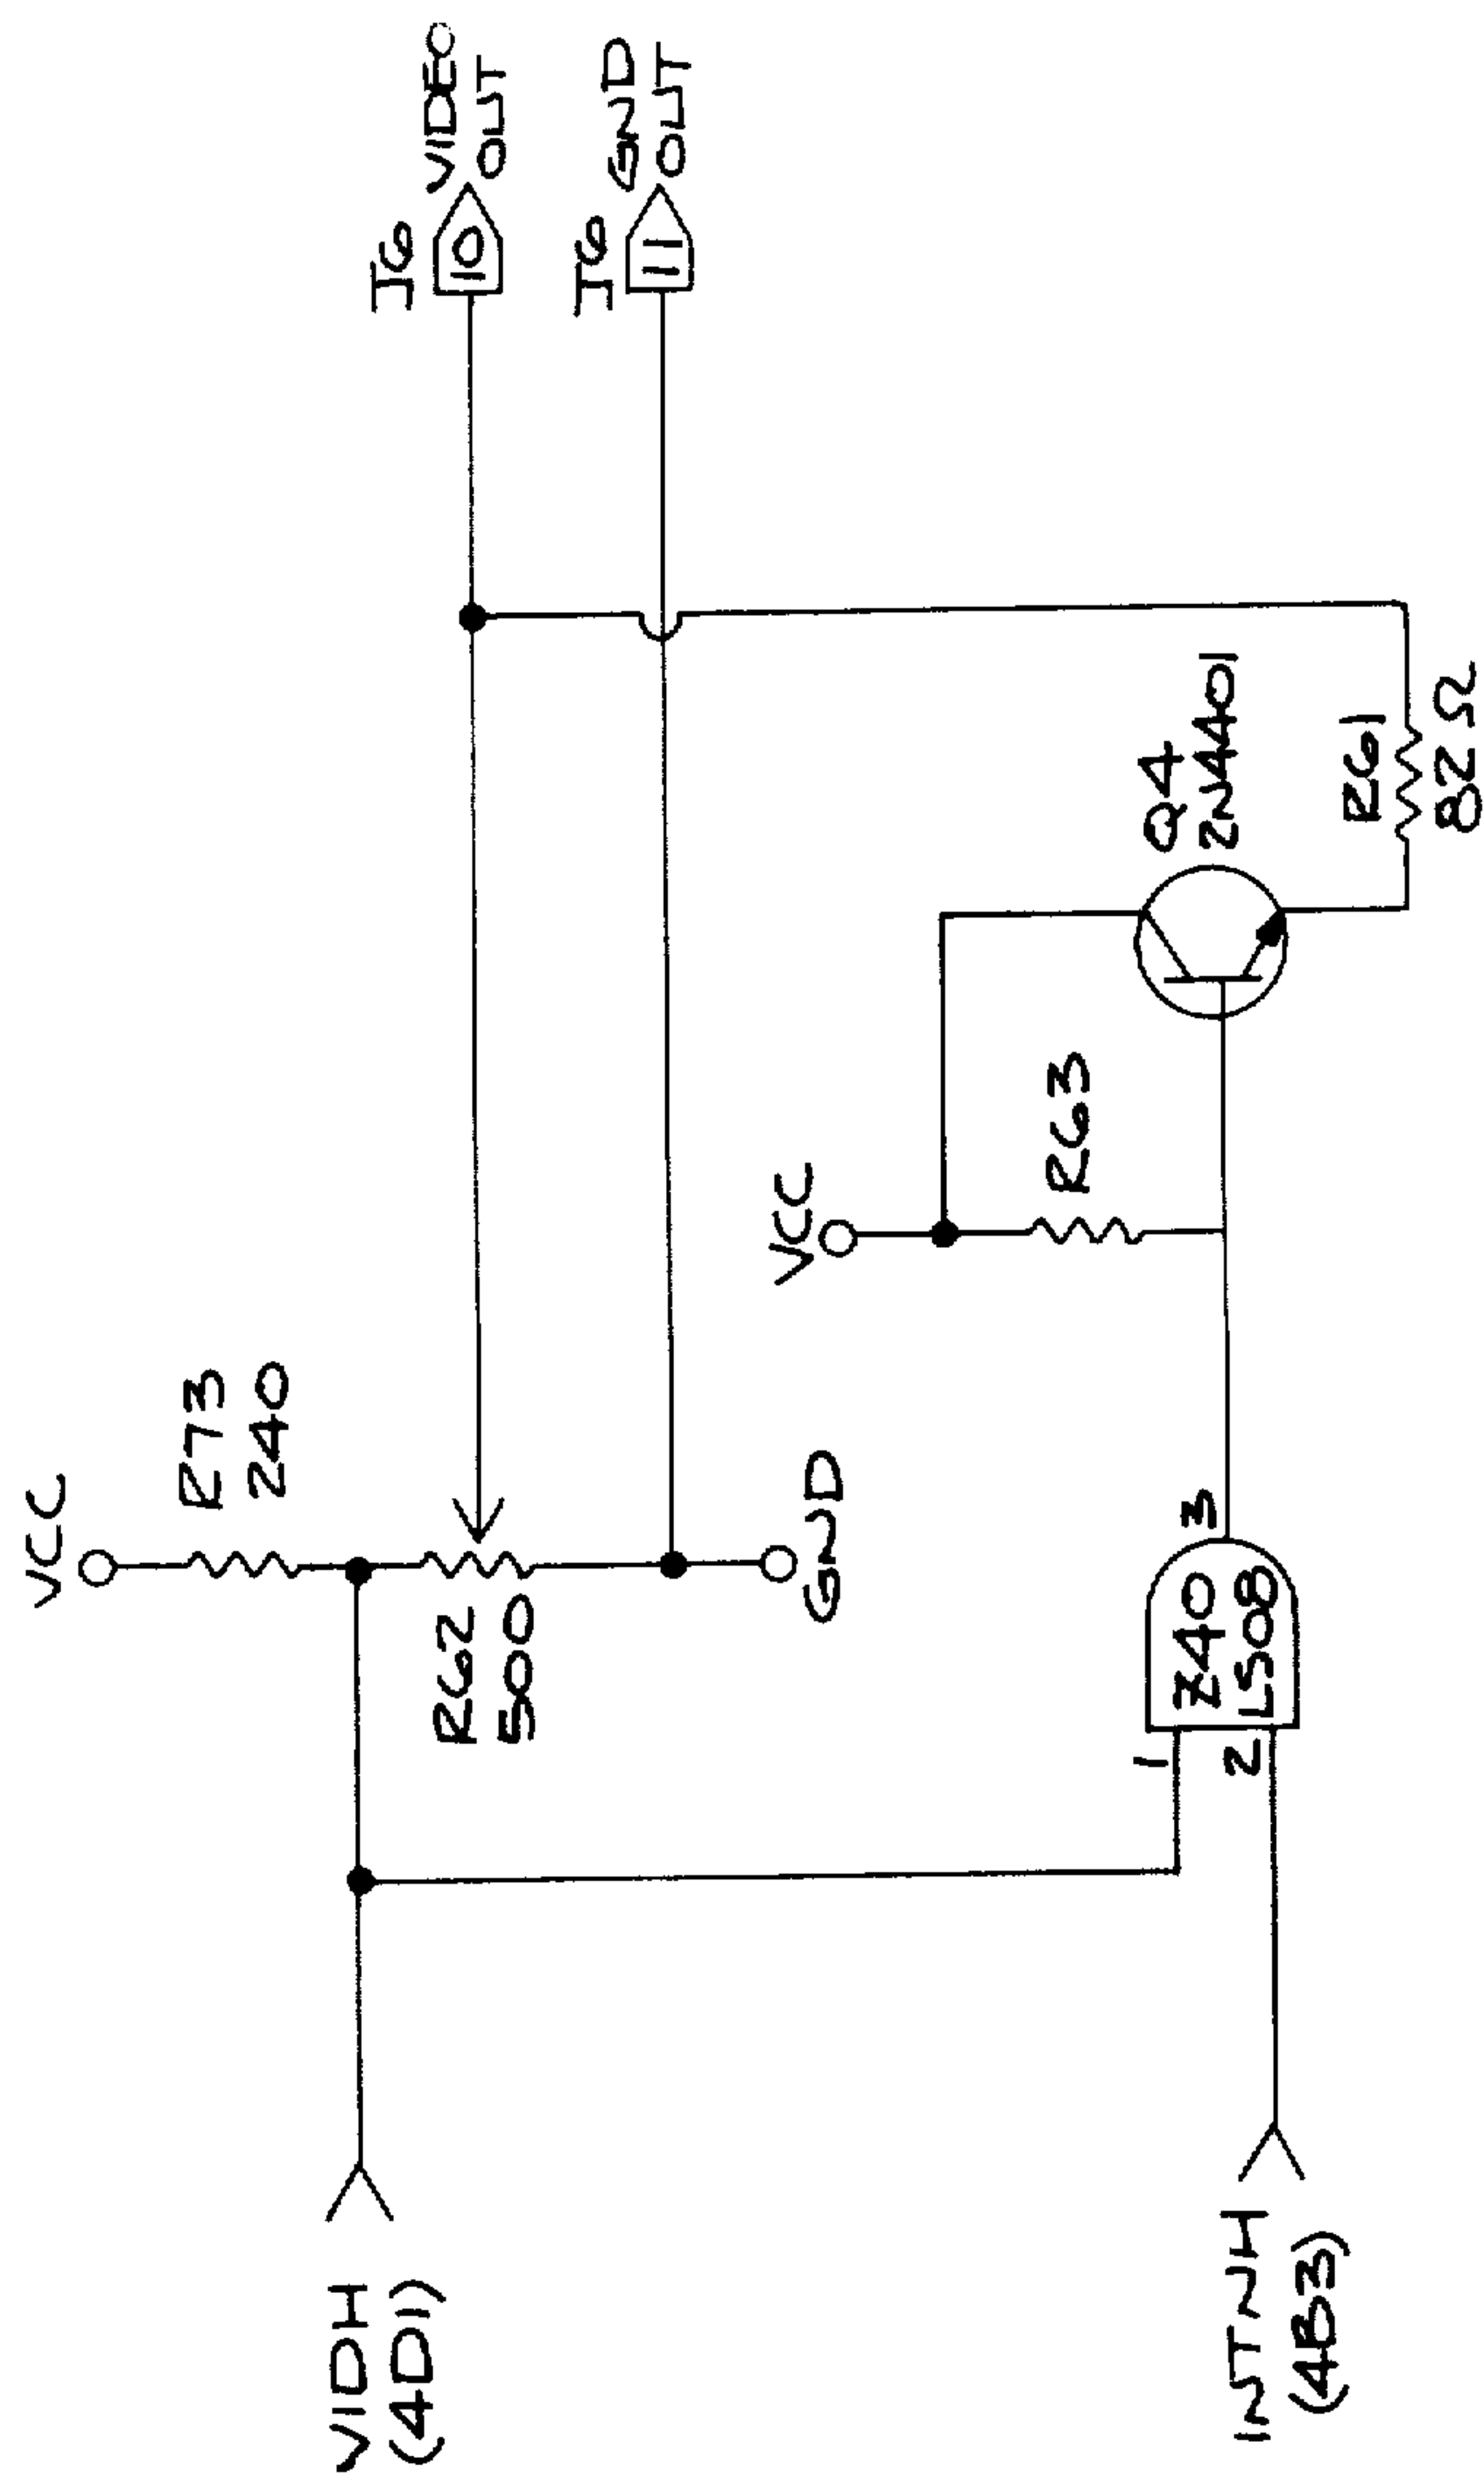 VCC
R73
240
J6
10
VIDEO
OUT
J6
11
GND
OUT
VIDH
(4D1)
R62
500
GND
VCC
R63
Q4
2N4401
R61
82Ω
INTNH
(4B3)
1
2
Z40
LS08
3